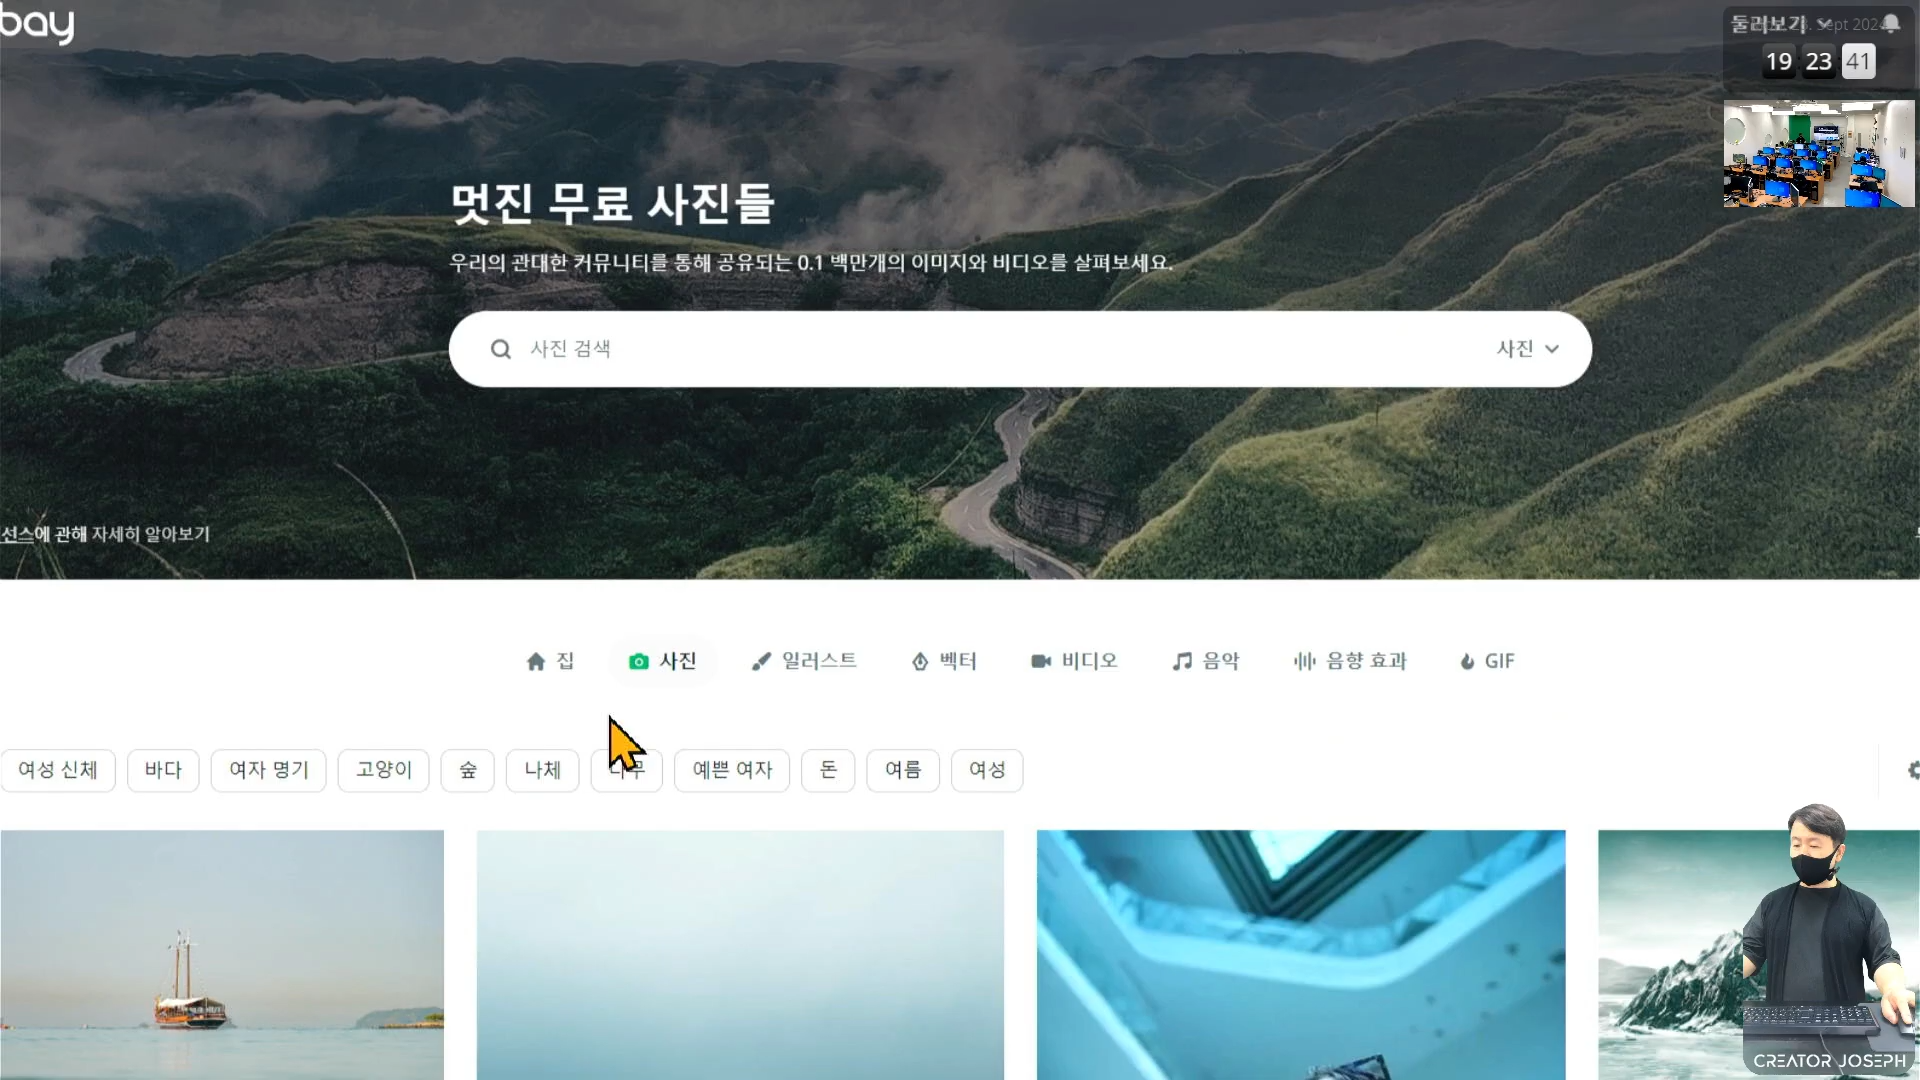 bay
둘러보기
Sept 2024
19 23 41
멋진 무료 사진들
우리의 관대한 커뮤니티를 통해 공유되는 0.1 백만개의 이미지와 비디오를 살펴보세요.
사진 검색
사진
선스에 관해 자세히 알아보기
집
사진
일러스트
벡터
비디오
음악
음향 효과
GIF
여성 신체
바다
여자 명기
고양이
숲
나체
예쁜 여자
돈
여름
여성
CREATOR JOSEPH